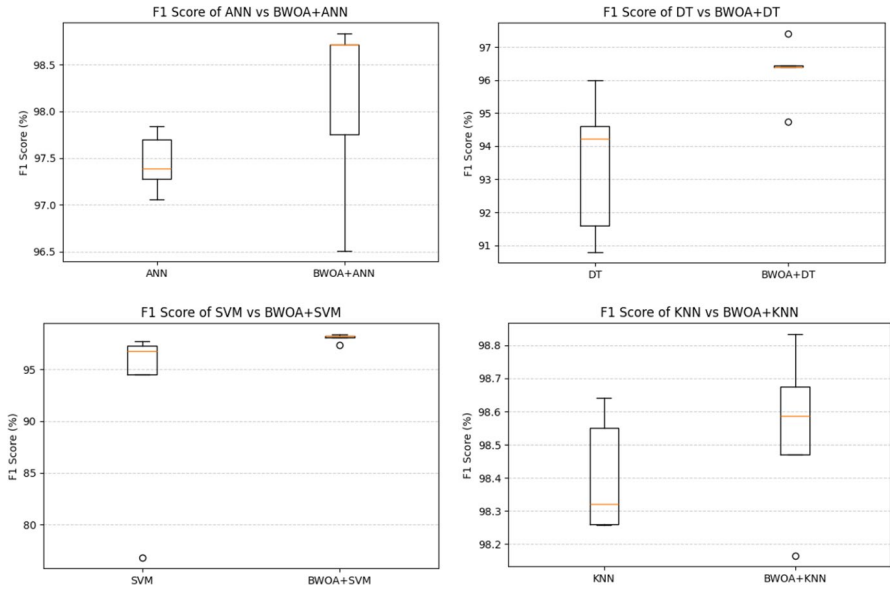 F1 Score of ANN vs BWOA+ANN
F1 Score (%)
98.5
98.0
97.5
97.0
96.5
ANN
BWOA+ANN
F1 Score of DT vs BWOA+DT
F1 Score (%)
97
96
95
94
93
92
91
DT
BWOA+DT
F1 Score of SVM vs BWOA+SVM
F1 Score (%)
95
90
85
80
SVM
BWOA+SVM
F1 Score of KNN vs BWOA+KNN
F1 Score (%)
98.8
98.7
98.6
98.5
98.4
98.3
98.2
KNN
BWOA+KNN